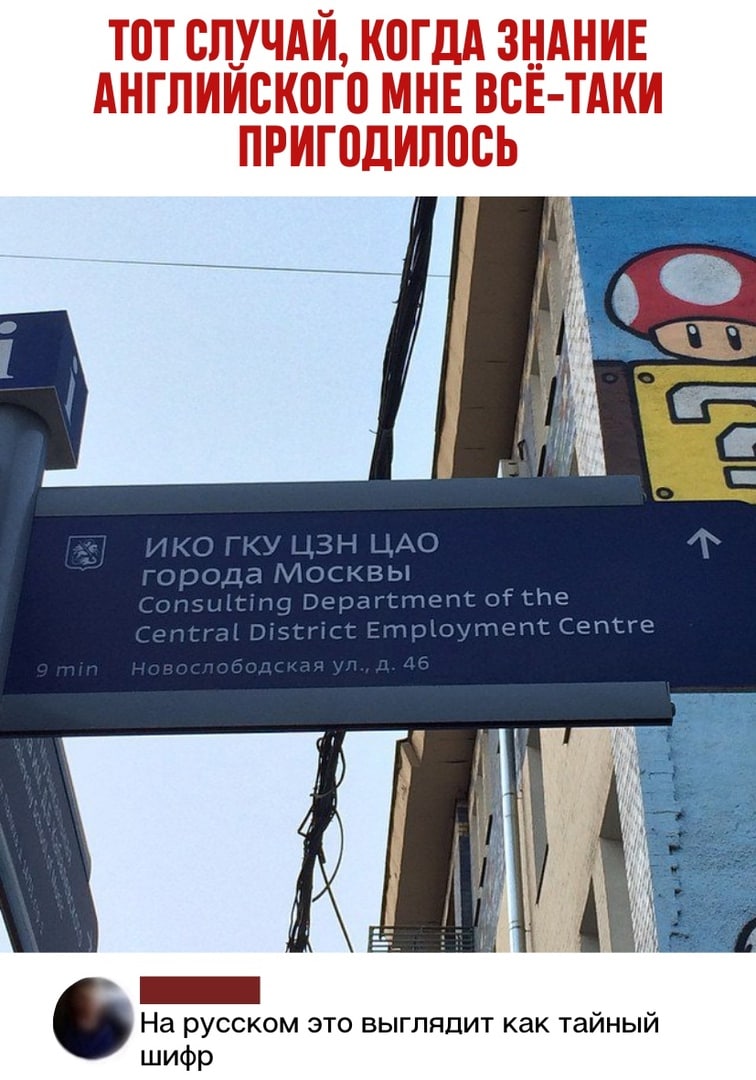 ТОТ СЛУЧАЙ, КОГДА ЗНАНИЕ
АНГЛИЙСКОГО МНЕ ВСЁ-ТАКИ
ПРИГОДИЛОСЬ
i
ИКО ГКУ ЦЗН ЦАО
города Москвы
Consulting Department of the
Central District Employment Centre
9 min Новослободская ул., д. 46
На русском это выглядит как тайный
шифр